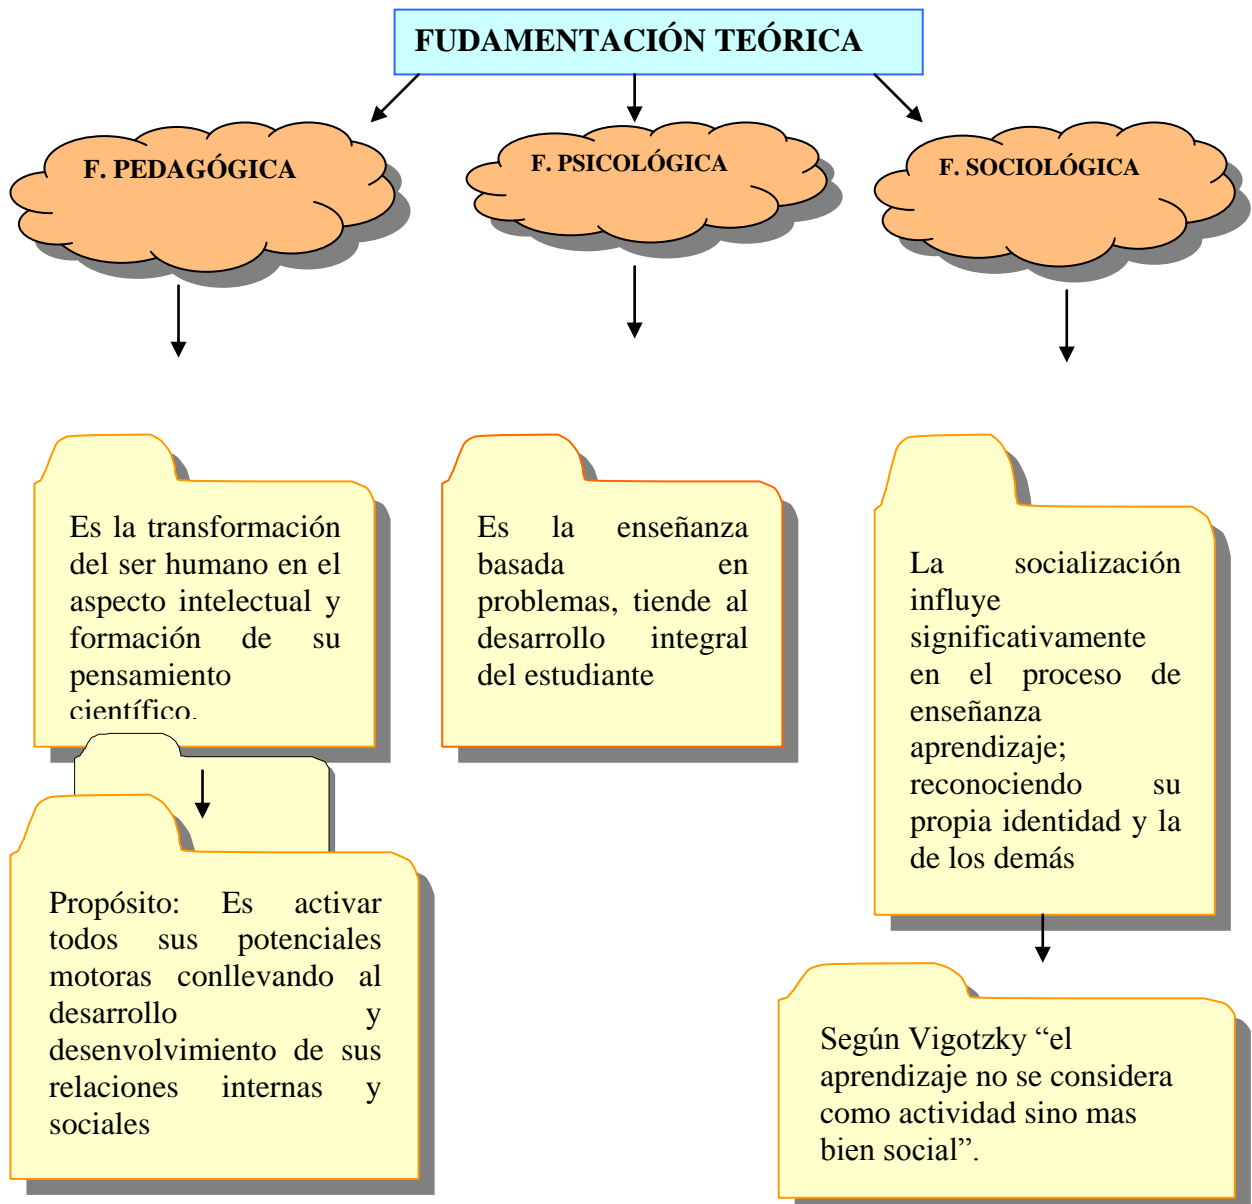 FUDAMENTACIÓN TEÓRICA
F. PEDAGÓGICA
F. PSICOLÓGICA
F. SOCIOLÓGICA
Es la transformación
del ser humano en el
aspecto intelectual y
formación de su
pensamiento
científico.
Propósito: Es activar
todos sus potenciales
motoras conllevando al
desarrollo y
desenvolvimiento de sus
relaciones internas y
sociales
Es la enseñanza
basada en
problemas, tiende al
desarrollo integral
del estudiante
La socialización
influye
significativamente
en el proceso de
enseñanza
aprendizaje;
reconociendo su
propia identidad y la
de los demás
Según Vigotzky “el
aprendizaje no se considera
como actividad sino mas
bien social”.